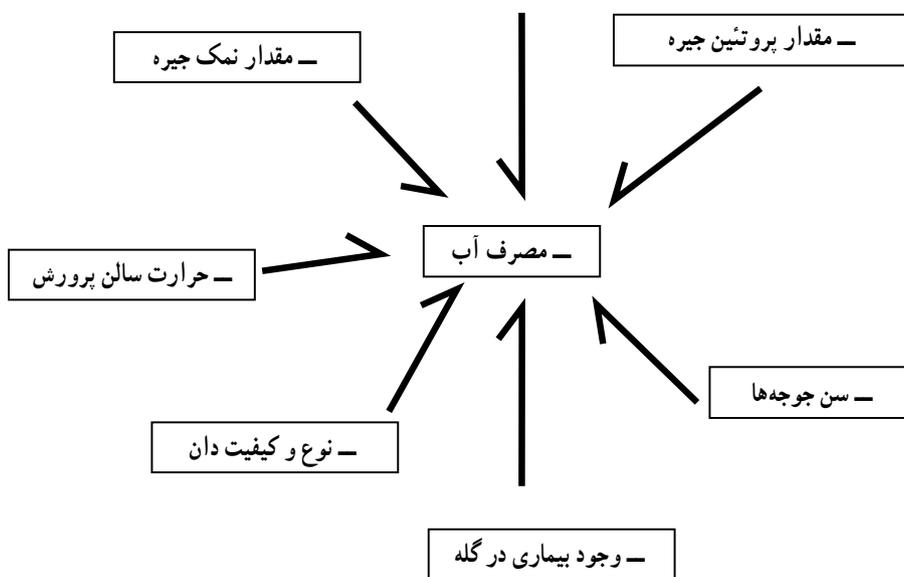 ـ مقدار پروتئین جیره
ـ مقدار نمک جیره
ـ مصرف آب
ـ حرارت سالن پرورش
ـ سن جوجه‌ها
ـ نوع و کیفیت دان
ـ وجود بیماری در گله